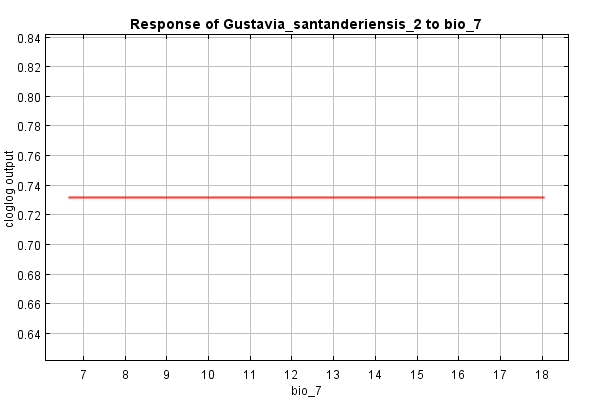 Response of Gustavia_santanderiensis_2 to bio_7
0.84
0.82
0.80
0.78
0.76
0.74
0.72
0.70
0.68
0.66
0.64
cloglog output
7 8 9 10 11 12 13 14 15 16 17 18
bio_7